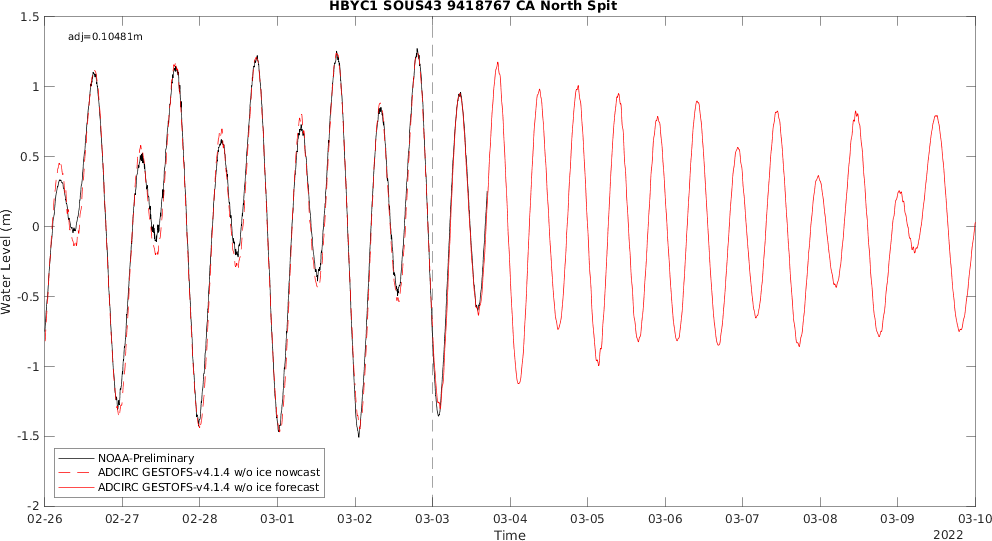 HBYC1 SOUS43 9418767 CA North Spit
adj=0.10481m
1.5
1
0.5
0
-0.5
-1
-1.5
-2
Water Level (m)
NOAA-Preliminary
ADCIRC GESTOFS-v4.1.4 w/o ice nowcast
ADCIRC GESTOFS-v4.1.4 w/o ice forecast
02-26 02-27 02-28 03-01 03-02 03-03 03-04 03-05 03-06 03-07 03-08 03-09 03-10
Time
2022